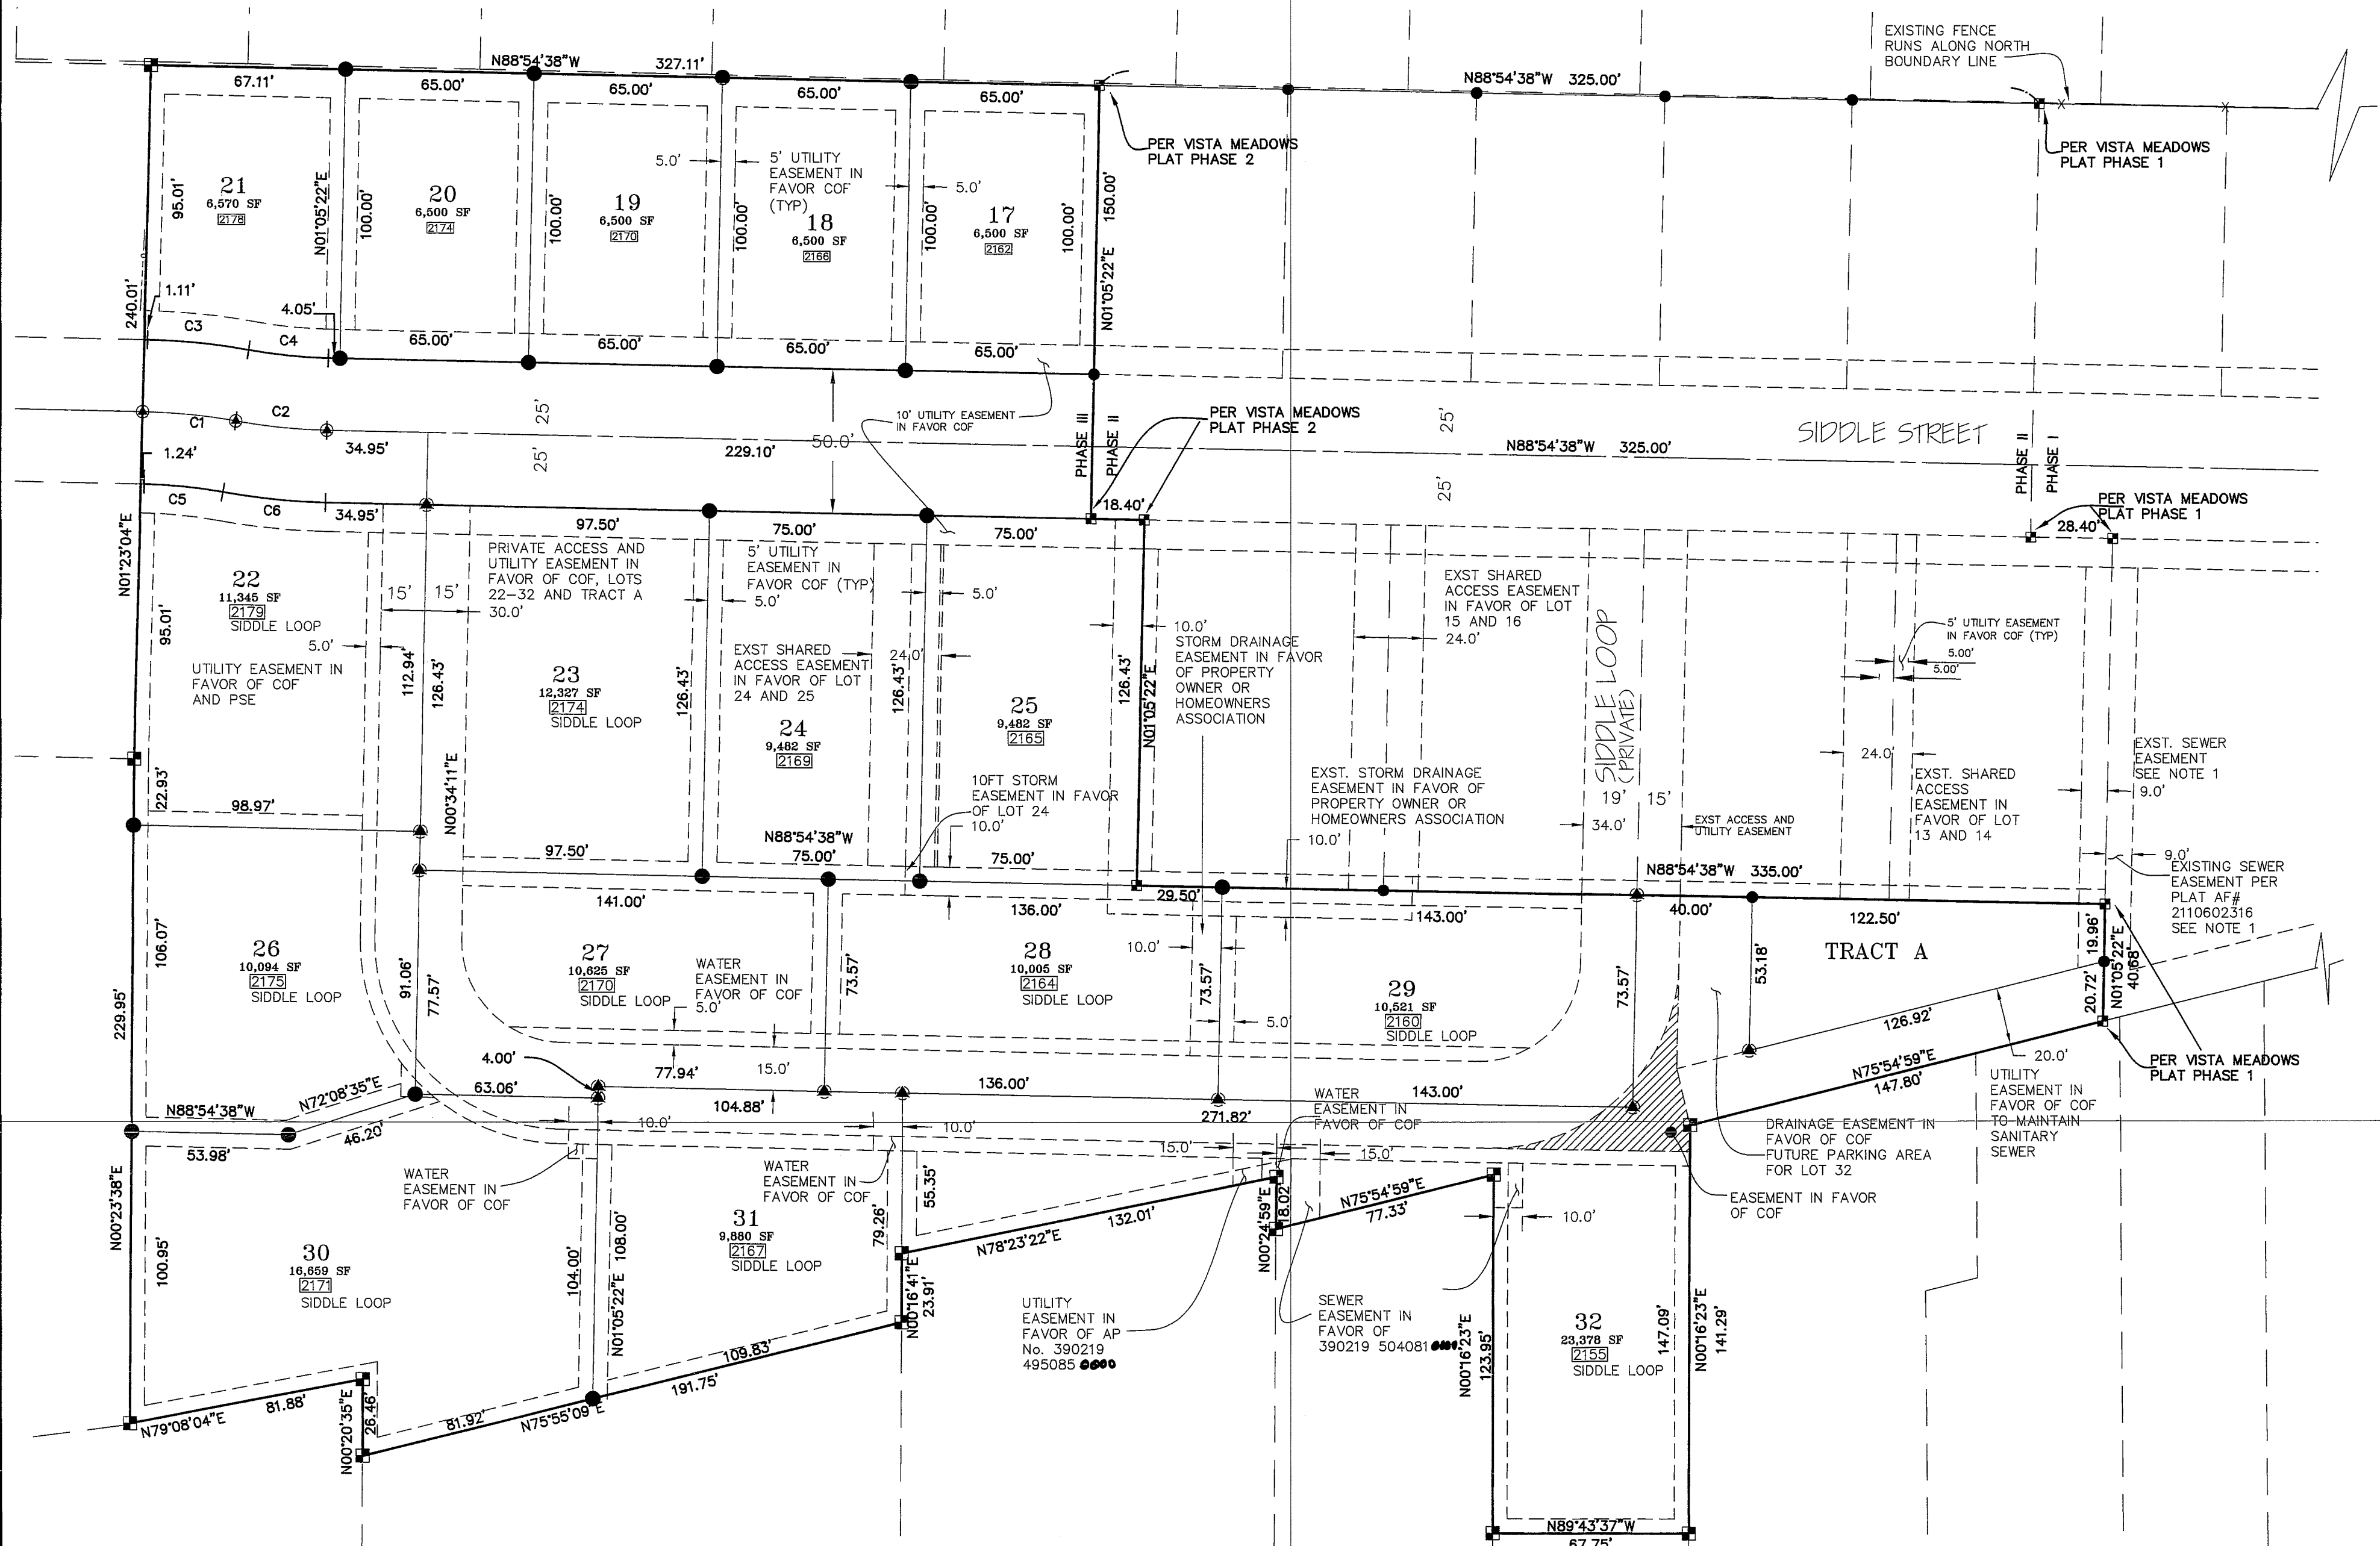 EXISTING FENCE
RUNS ALONG NORTH
BOUNDARY LINE
N88°54'38"W 327.11'
67.11'
65.00'
65.00'
65.00'
65.00'
N88°54'38"W 325.00'
PER VISTA MEADOWS
PLAT PHASE 2
PER VISTA MEADOWS
PLAT PHASE 1
21
6,570 SF
2178
95.01'
N01°05'22"E
20
6,500 SF
2174
100.00'
19
6,500 SF
2170
100.00'
5.0'
5' UTILITY
EASEMENT IN
FAVOR COF
(TYP)
18
6,500 SF
2166
100.00'
5.0'
17
6,500 SF
2162
100.00'
100.00'
150.00'
N01°05'22"E
240.01'
1.11'
4.05'
C3
C4
65.00'
65.00'
65.00'
65.00'
C1
C2
34.95'
25'
25'
50.0'
229.10'
10' UTILITY EASEMENT
IN FAVOR COF
PHASE III
PHASE II
PER VISTA MEADOWS
PLAT PHASE 2
25'
25'
N88°54'38"W 325.00'
SIDDLE STREET
PHASE II
PHASE I
PER VISTA MEADOWS
PLAT PHASE 1
28.40'
1.24'
C5
C6
34.95'
97.50'
75.00'
75.00'
18.40'
N01°23'04"E
95.01'
22
11,345 SF
2179
SIDDLE LOOP
5.0'
UTILITY EASEMENT IN
FAVOR OF COF
AND PSE
15'
15'
30.0'
PRIVATE ACCESS AND
UTILITY EASEMENT IN
FAVOR OF COF, LOTS
22-32 AND TRACT A
112.94
126.43'
N00°34'11"E
23
12,327 SF
2174
SIDDLE LOOP
126.43'
5' UTILITY
EASEMENT IN
FAVOR COF (TYP)
5.0'
EXST SHARED
ACCESS EASEMENT
IN FAVOR OF LOT
24 AND 25
24.0'
24
9,482 SF
2169
126.43'
5.0'
25
9,482 SF
2165
10FT STORM
EASEMENT IN FAVOR
OF LOT 24
10.0'
126.43'
N01°05'22"E
10.0'
STORM DRAINAGE
EASEMENT IN FAVOR
OF PROPERTY
OWNER OR
HOMEOWNERS
ASSOCIATION
EXST SHARED
ACCESS EASEMENT
IN FAVOR OF LOT
15 AND 16
24.0'
EXST. STORM DRAINAGE
EASEMENT IN FAVOR OF
PROPERTY OWNER OR
HOMEOWNERS ASSOCIATION
10.0'
SIDDLE LOOP
(PRIVATE)
19'
15'
34.0'
EXST ACCESS AND
UTILITY EASEMENT
5' UTILITY EASEMENT
IN FAVOR COF (TYP)
5.00'
5.00'
24.0'
EXST. SHARED
ACCESS
EASEMENT IN
FAVOR OF LOT
13 AND 14
EXST. SEWER
EASEMENT
SEE NOTE 1
9.0'
9.0'
EXISTING SEWER
EASEMENT PER
PLAT AF#
2110602316
SEE NOTE 1
22.93'
98.97'
97.50'
N88°54'38"W
75.00'
75.00'
29.50'
N88°54'38"W 335.00'
141.00'
136.00'
143.00'
40.00'
122.50'
106.07'
229.95'
26
10,094 SF
2175
SIDDLE LOOP
91.06'
77.57'
27
10,625 SF
2170
SIDDLE LOOP
WATER
EASEMENT IN
FAVOR OF COF
5.0'
15.0'
73.57'
28
10,005 SF
2164
SIDDLE LOOP
10.0'
73.57'
5.0'
29
10,521 SF
2160
SIDDLE LOOP
73.57'
53.18'
TRACT A
19.96'
20.72'
N01°05'22"E
40.68'
126.92'
20.0'
N75°54'59"E
147.80'
PER VISTA MEADOWS
PLAT PHASE 1
UTILITY
EASEMENT IN
FAVOR OF COF
TO MAINTAIN
SANITARY
SEWER
N88°54'38"W
53.98'
N72°08'35"E
46.20'
63.06'
4.00'
77.94'
104.88'
136.00'
271.82'
143.00'
10.0'
10.0'
15.0'
15.0'
WATER
EASEMENT IN
FAVOR OF COF
DRAINAGE EASEMENT IN
FAVOR OF COF
FUTURE PARKING AREA
FOR LOT 32
EASEMENT IN FAVOR
OF COF
WATER
EASEMENT IN
FAVOR OF COF
WATER
EASEMENT IN
FAVOR OF COF
N00°23'38"E
100.95'
30
16,659 SF
2171
SIDDLE LOOP
104.00'
N01°05'22"E 108.00'
31
9,880 SF
2167
SIDDLE LOOP
79.26'
55.35'
N00°16'41"E
23.91'
132.01'
N78°23'22"E
N00°24'59"E
18.02'
N75°54'59"E
77.33'
10.0'
UTILITY
EASEMENT IN
FAVOR OF AP
No. 390219
495085
SEWER
EASEMENT IN
FAVOR OF
390219 504081
N00°16'23"E
123.95'
32
23,378 SF
2155
SIDDLE LOOP
147.09'
N00°16'23"E
141.29'
N79°08'04"E
81.88'
N00°20'35"E
26.46'
81.92'
N75°55'09"E
109.83'
191.75'
N89°43'37"W
67.75'